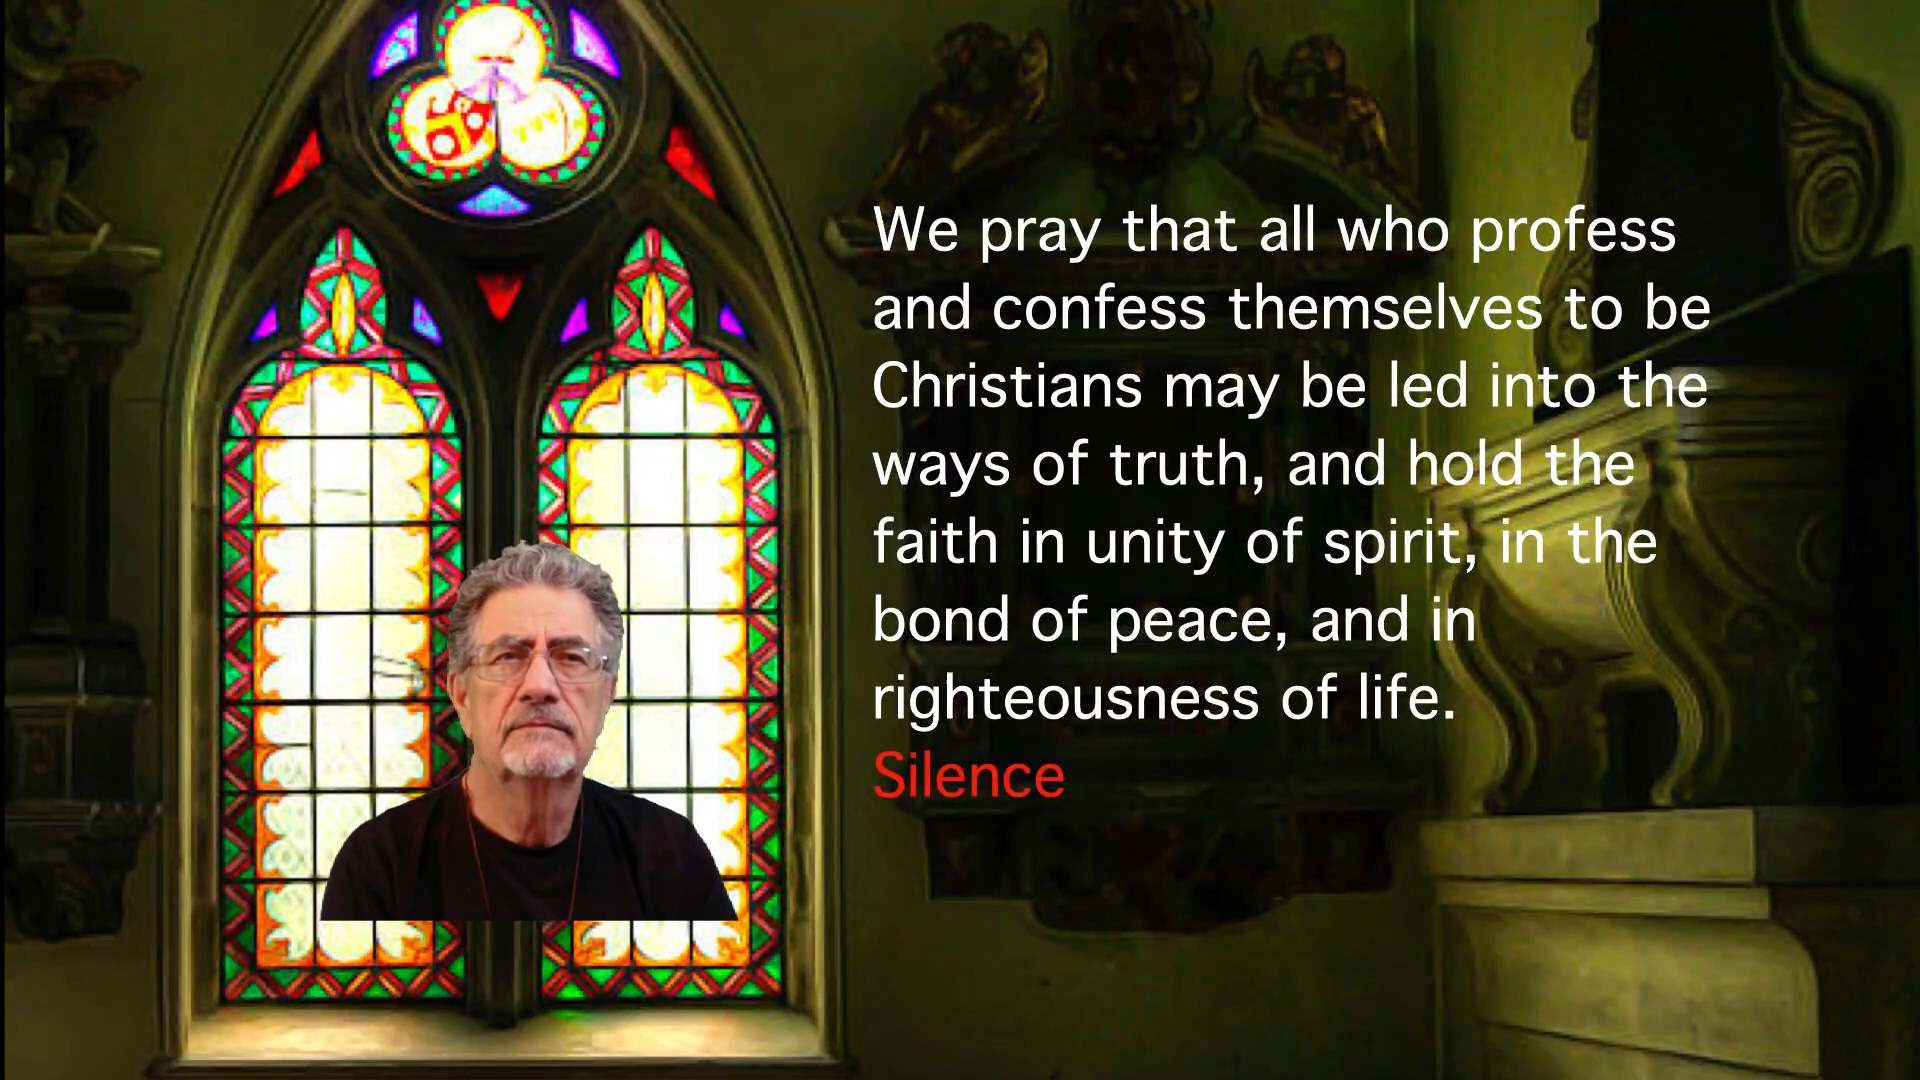 We pray that all who profess
and confess themselves to be
Christians may be led into the
ways of truth, and hold the
faith in unity of spirit, in the
bond of peace, and in
righteousness of life.
Silence